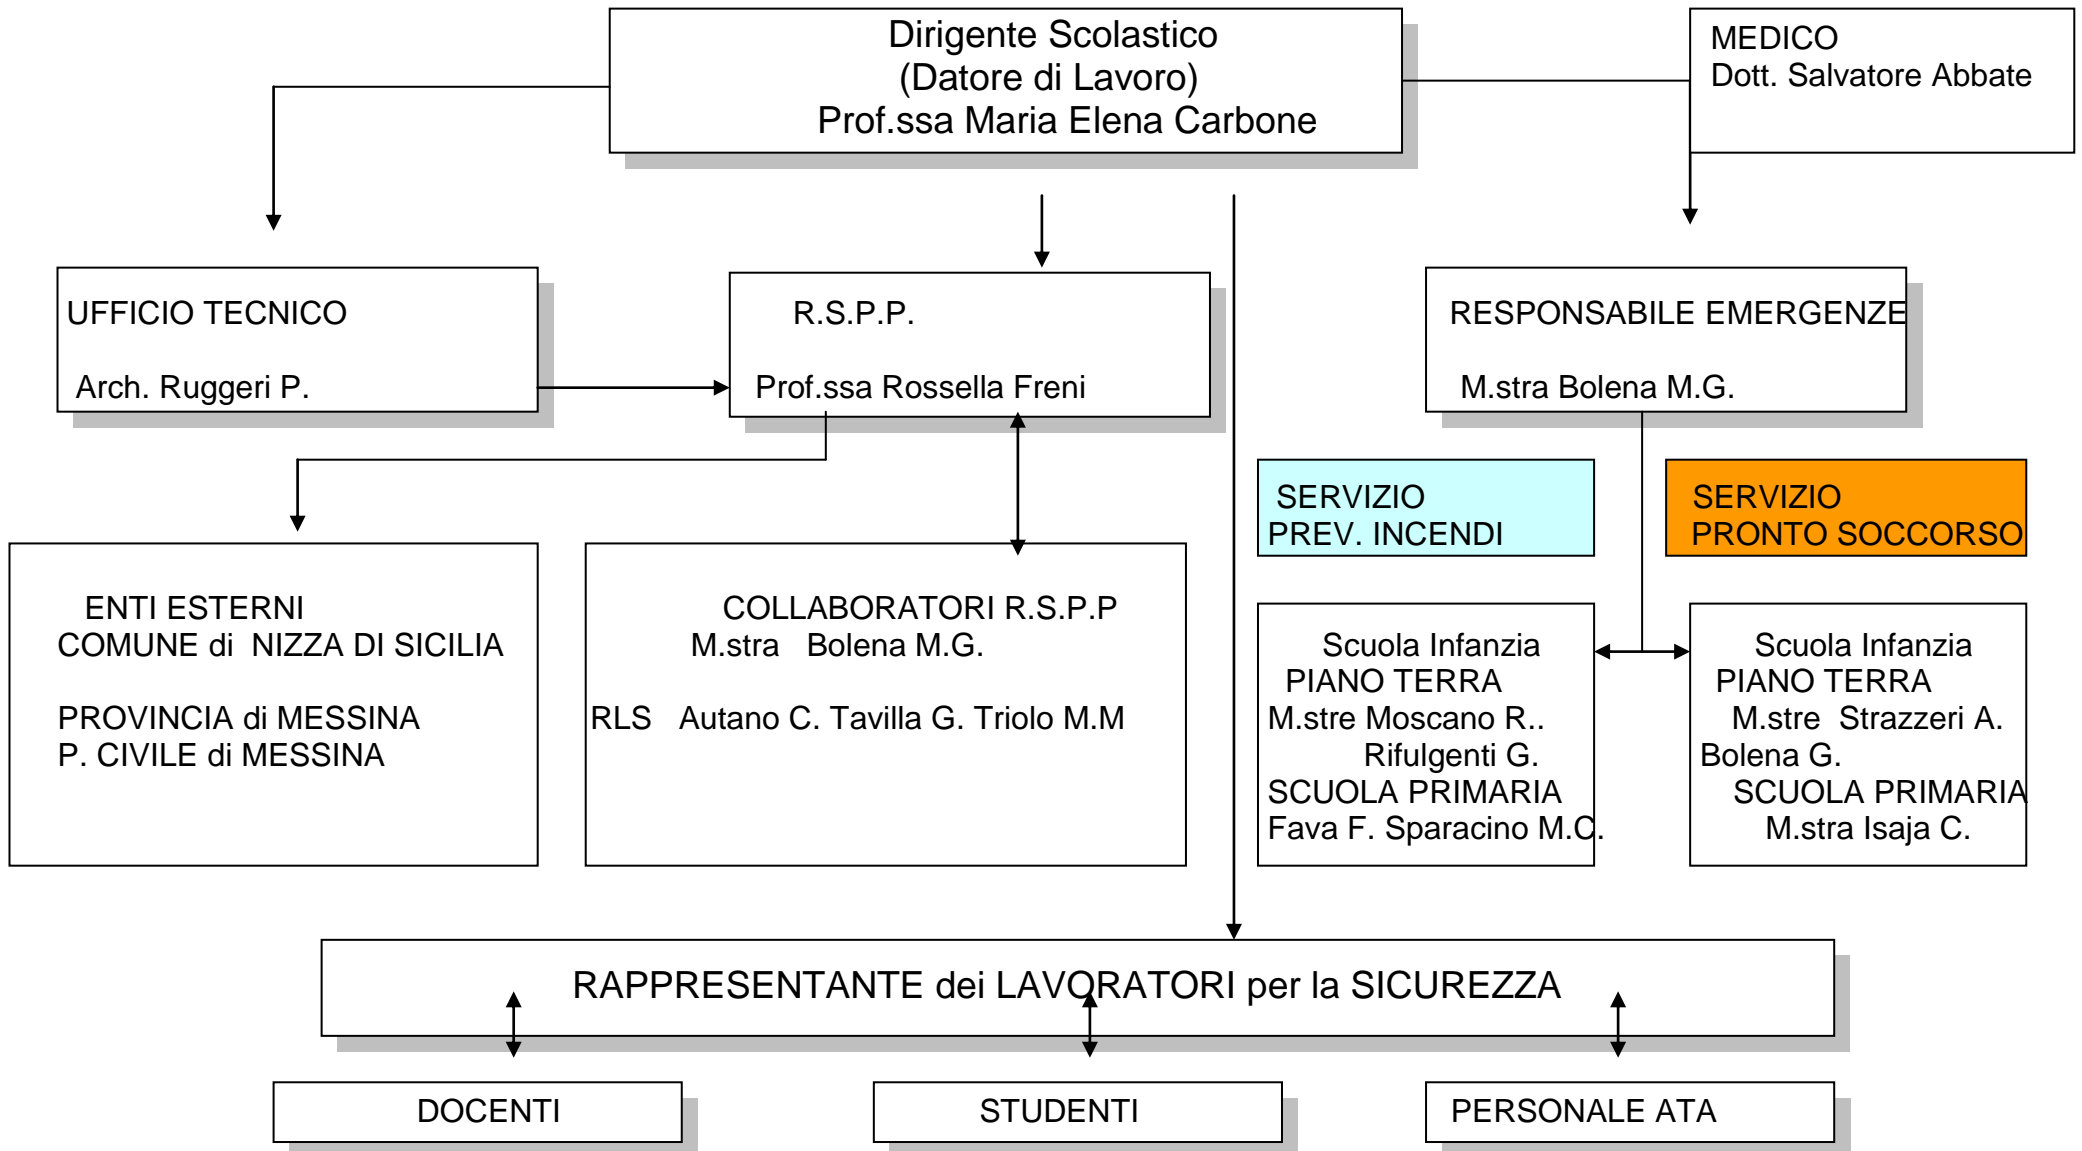 Dirigente Scolastico
(Datore di Lavoro)
Prof.ssa Maria Elena Carbone
MEDICO
Dott. Salvatore Abbate
UFFICIO TECNICO
Arch. Ruggeri P.
R.S.P.P.
Prof.ssa Rossella Freni
RESPONSABILE EMERGENZE
M.stra Bolena M.G.
SERVIZIO
PREV. INCENDI
SERVIZIO
PRONTO SOCCORSO
ENTI ESTERNI
COMUNE di NIZZA DI SICILIA
PROVINCIA di MESSINA
P. CIVILE di MESSINA
COLLABORATORI R.S.P.P
M.stra Bolena M.G.
RLS Autano C. Tavilla G. Triolo M.M
Scuola Infanzia
PIANO TERRA
M.stre Moscano R..
Rifulgenti G.
SCUOLA PRIMARIA
Fava F. Sparacino M.C.
Scuola Infanzia
PIANO TERRA
M.stre Strazzeri A.
Bolena G.
SCUOLA PRIMARIA
M.stra Isaja C.
RAPPRESENTANTE dei LAVORATORI per la SICUREZZA
DOCENTI
STUDENTI
PERSONALE ATA